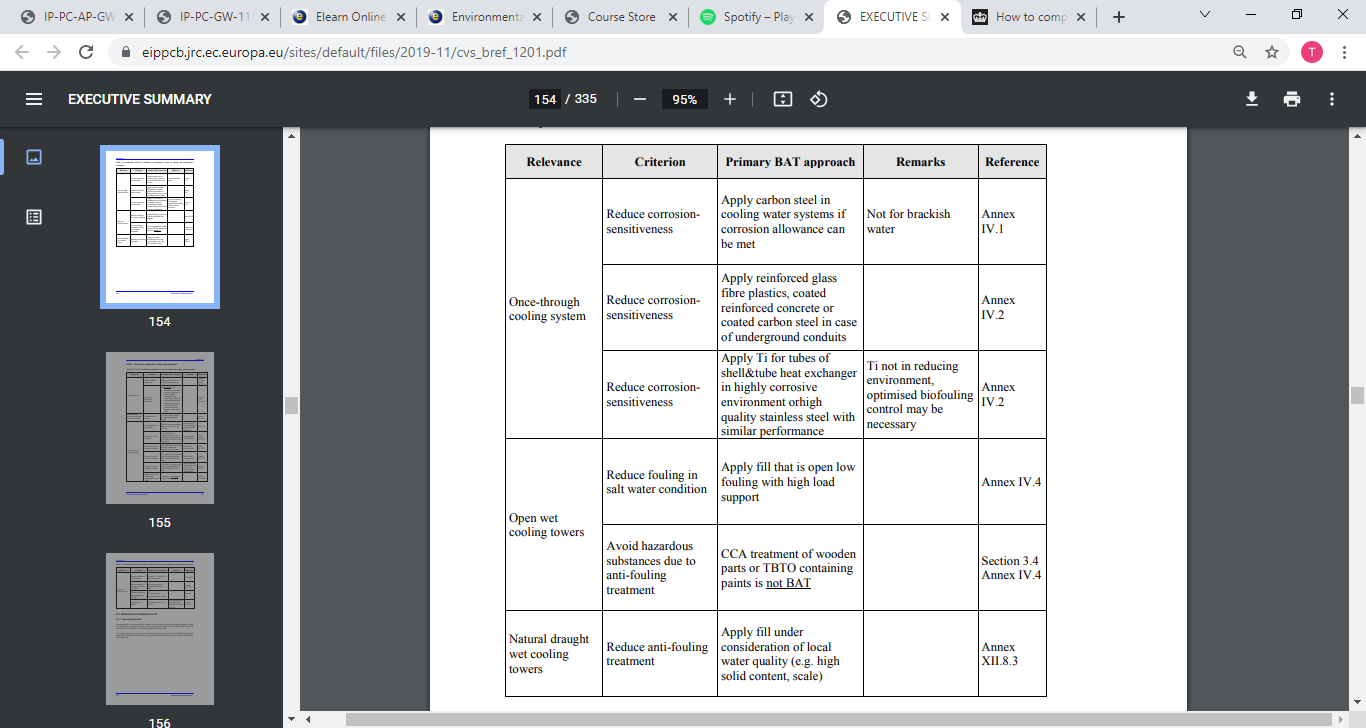 IP-PC-AP-GW
IP-PC-GW-11
Elearn Online
Environmenta
Course Store
Spotify – Play
EXECUTIVE S
How to comp
eippcb.jrc.ec.europa.eu/sites/default/files/2019-11/cvs_bref_1201.pdf
T
EXECUTIVE SUMMARY
154 / 335
95%
154
155
156
Relevance Criterion Primary BAT approach Remarks Reference
Once-through
cooling system
Reduce corrosion-
sensitiveness
Apply carbon steel in
cooling water systems if
corrosion allowance can
be met
Not for brackish
water
Annex
IV.1
Reduce corrosion-
sensitiveness
Apply reinforced glass
fibre plastics, coated
reinforced concrete or
coated carbon steel in case
of underground conduits
Annex
IV.2
Reduce corrosion-
sensitiveness
Apply Ti for tubes of
shell&tube heat exchanger
in highly corrosive
environment orhigh
quality stainless steel with
similar performance
Ti not in reducing
environment,
optimised biofouling
control may be
necessary
Annex
IV.2
Open wet
cooling towers
Reduce fouling in
salt water condition
Apply fill that is open low
fouling with high load
support
Annex IV.4
Avoid hazardous
substances due to
anti-fouling
treatment
CCA treatment of wooden
parts or TBTO containing
paints is not BAT
Section 3.4
Annex IV.4
Natural draught
wet cooling
towers
Reduce anti-fouling
treatment
Apply fill under
consideration of local
water quality (e.g. high
solid content, scale)
Annex
XII.8.3